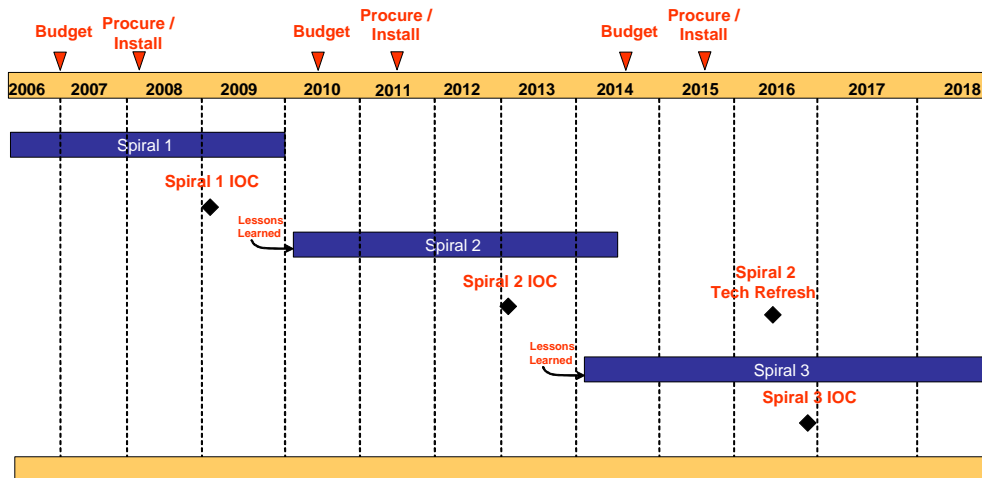 Budget
Procure /
Install
Budget
Procure /
Install
Budget
Procure /
Install
2006 2007 2008 2009 2010 2011 2012 2013 2014 2015 2016 2017 2018
Spiral 1
Spiral 1 IOC
Lessons
Learned
Spiral 2
Spiral 2 IOC
Spiral 2
Tech Refresh
Lessons
Learned
Spiral 3
Spiral 3 IOC